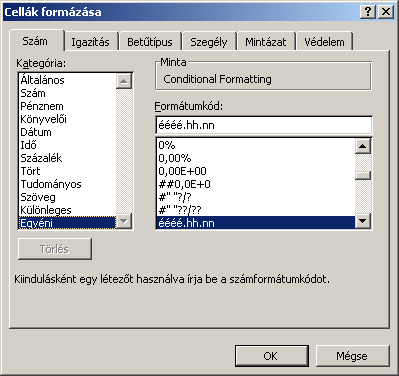 Cellák formázása
Szám Igazítás Betűtípus Szegély Mintázat Védelem
Kategória:
Általános
Szám
Pénznem
Könyvelői
Dátum
Idő
Százalék
Tört
Tudományos
Szöveg
Különleges
Egyéni
Minta
Conditional Formatting
Formátumkód:
éééé.hh.nn
0%
0,00%
0,00E+00
##0,0E+0
#" "?/?
#" "??/??
éééé.hh.nn
Törlés
Kiindulásként egy létezőt használva írja be a számformátumkódot.
OK Mégse